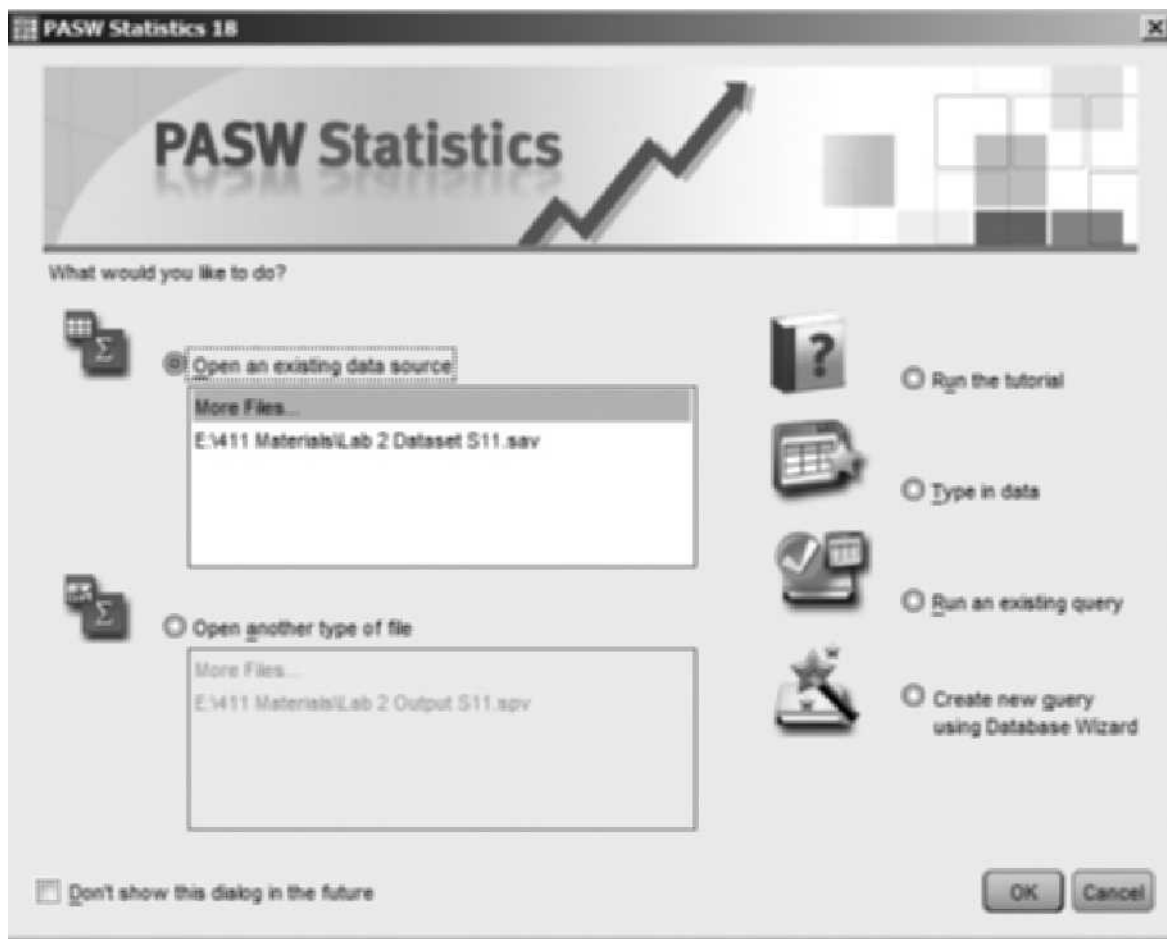 PASW Statistics 18
PASW Statistics
What would you like to do?
Open an existing data source
More Files...
E:\411 Materials\Lab 2 Dataset S11.sav
Open another type of file
More Files...
E:\411 Materials\Lab 2 Output S11.spv
Run the tutorial
Type in data
Run an existing query
Create new query
using Database Wizard
Don't show this dialog in the future
OK
Cancel